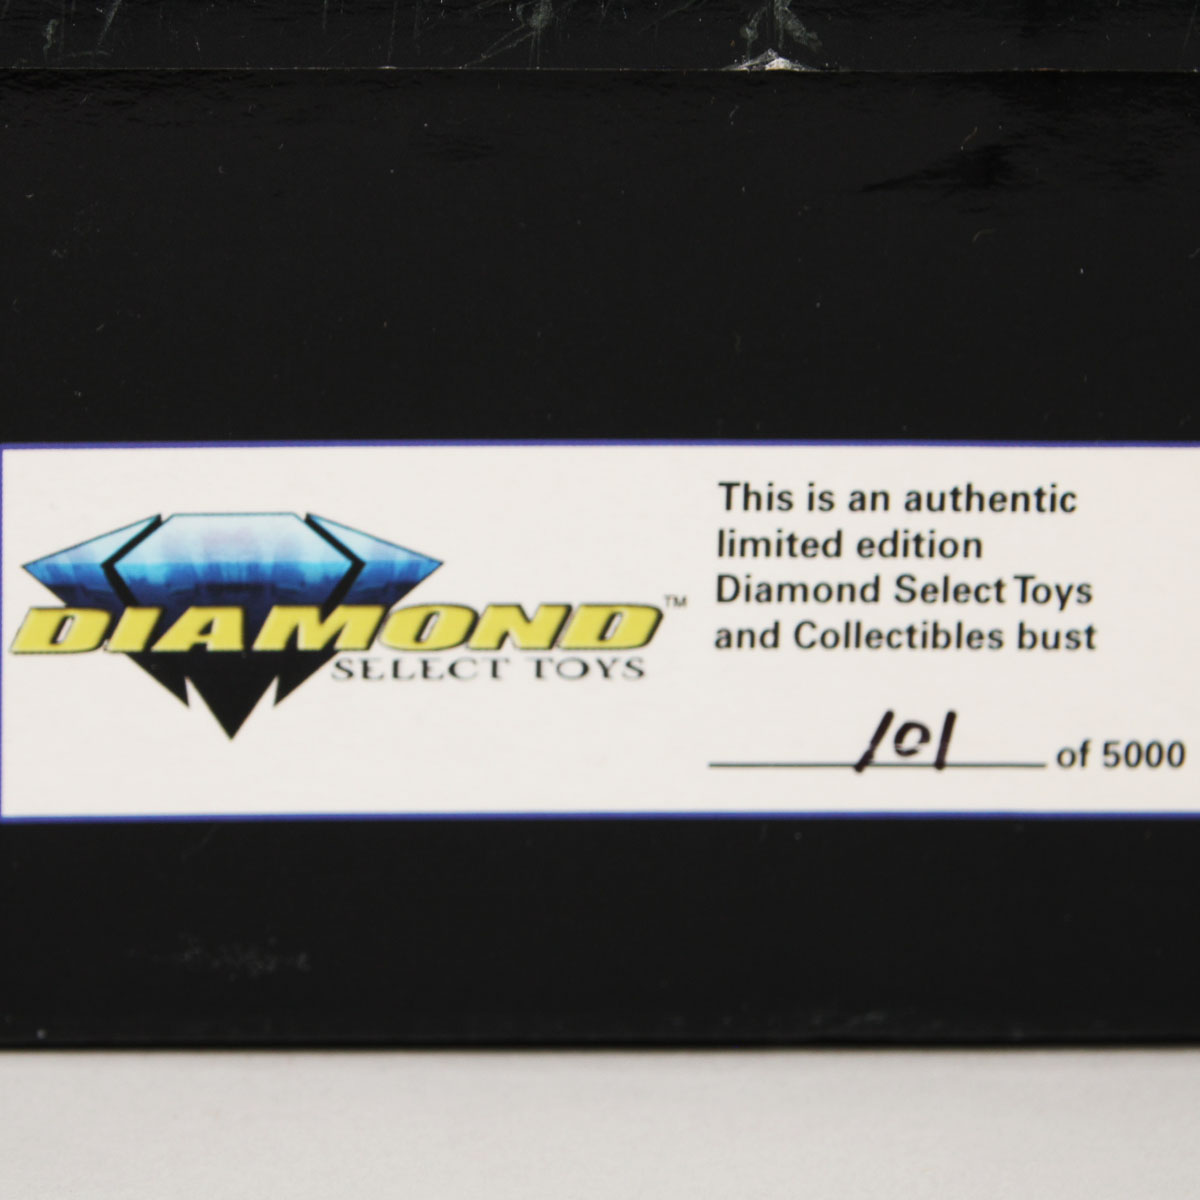 DIAMOND™
SELECT TOYS
This is an authentic
limited edition
Diamond Select Toys
and Collectibles bust
101 of 5000